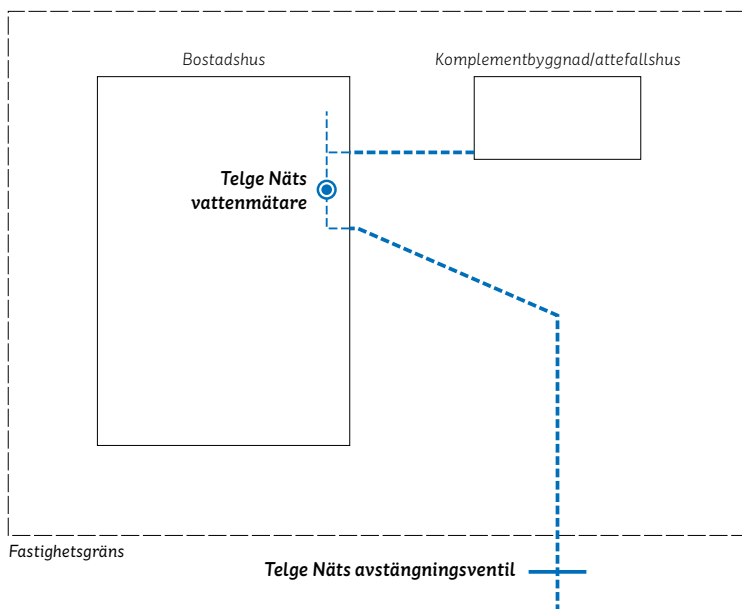 Bostadshus
Komplementbyggnad/attefallshus
Telge Näts
vattenmätare
Fastighetsgräns
Telge Näts avstängningsventil